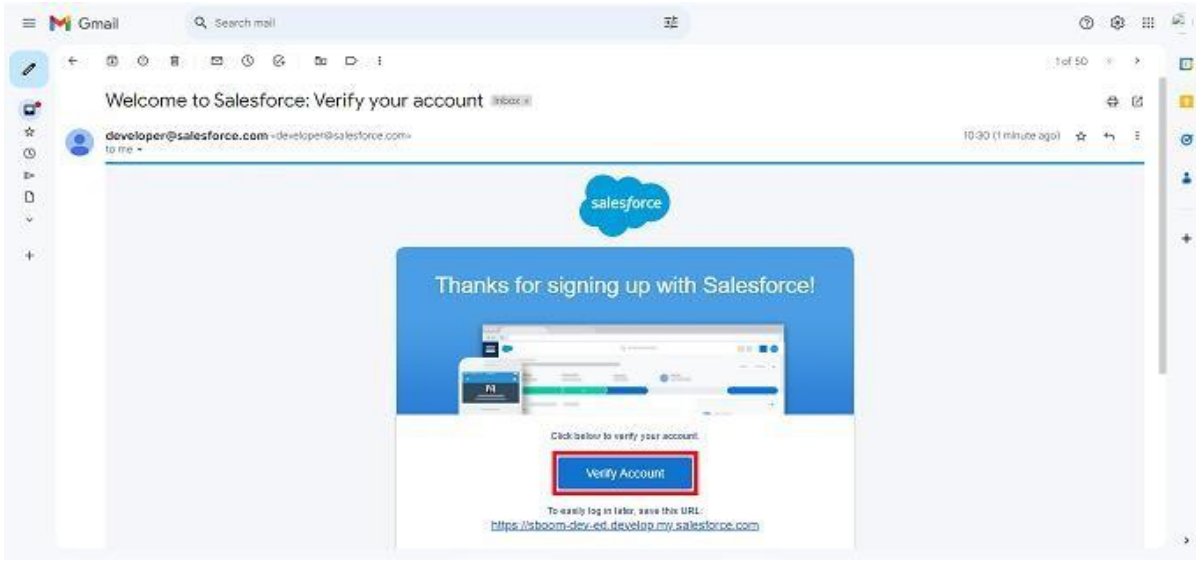 Gmail
Search mail
1 of 50
Welcome to Salesforce: Verify your account Inbox x
developer@salesforce.com <developer@salesforce.com>
10:30 (1 minute ago)
to me
salesforce
Thanks for signing up with Salesforce!
Click below to verify your account.
Verify Account
To easily log in later, save this URL:
https://sboom-dev-ed.develop.my.salesforce.com